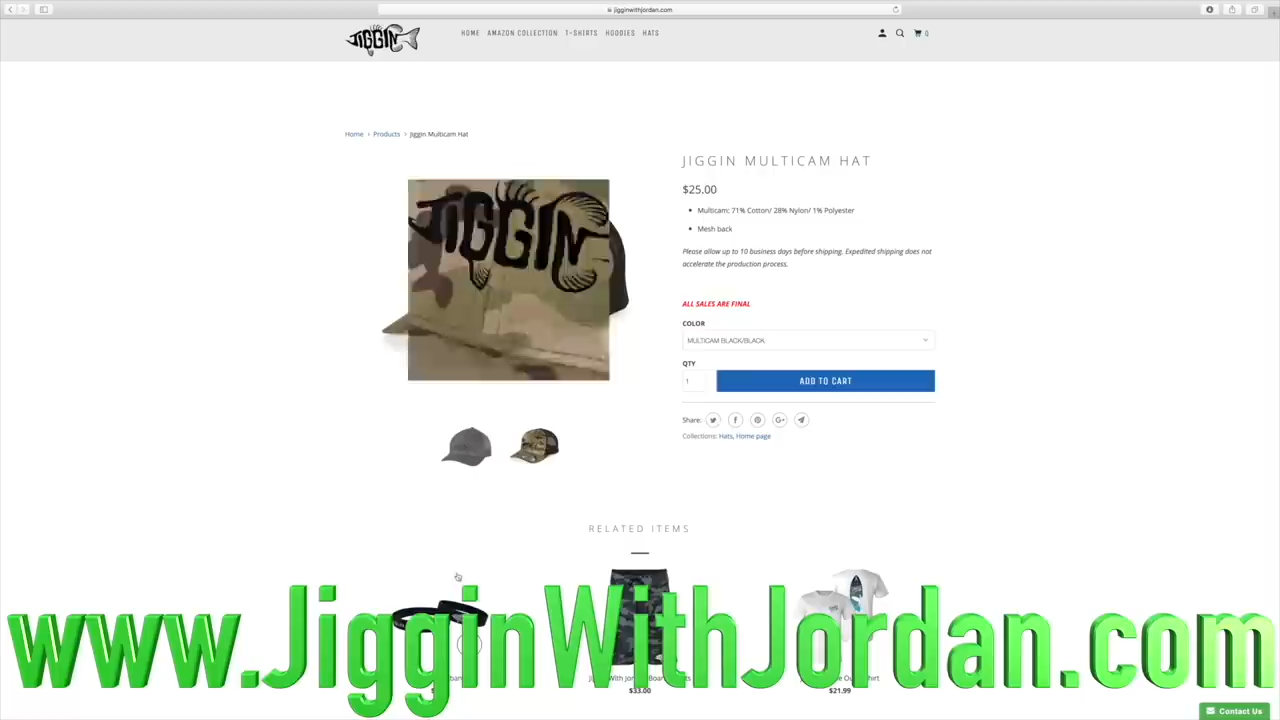 jigginwithjordan.com
JIGGIN
HOME AMAZON COLLECTION T-SHIRTS HOODIES HATS
0
Home › Products › Jiggin Multicam Hat
JIGGIN
JIGGIN MULTICAM HAT
$25.00
Multicam: 71% Cotton/ 28% Nylon/ 1% Polyester
Mesh back
Please allow up to 10 business days before shipping. Expedited shipping does not
accelerate the production process.
ALL SALES ARE FINAL
COLOR
MULTICAM BLACK/BLACK
QTY
1
ADD TO CART
Share:
Collections: Hats, Home page
RELATED ITEMS
www.JigginWithJordan.com
$33.00
$21.99
Contact Us